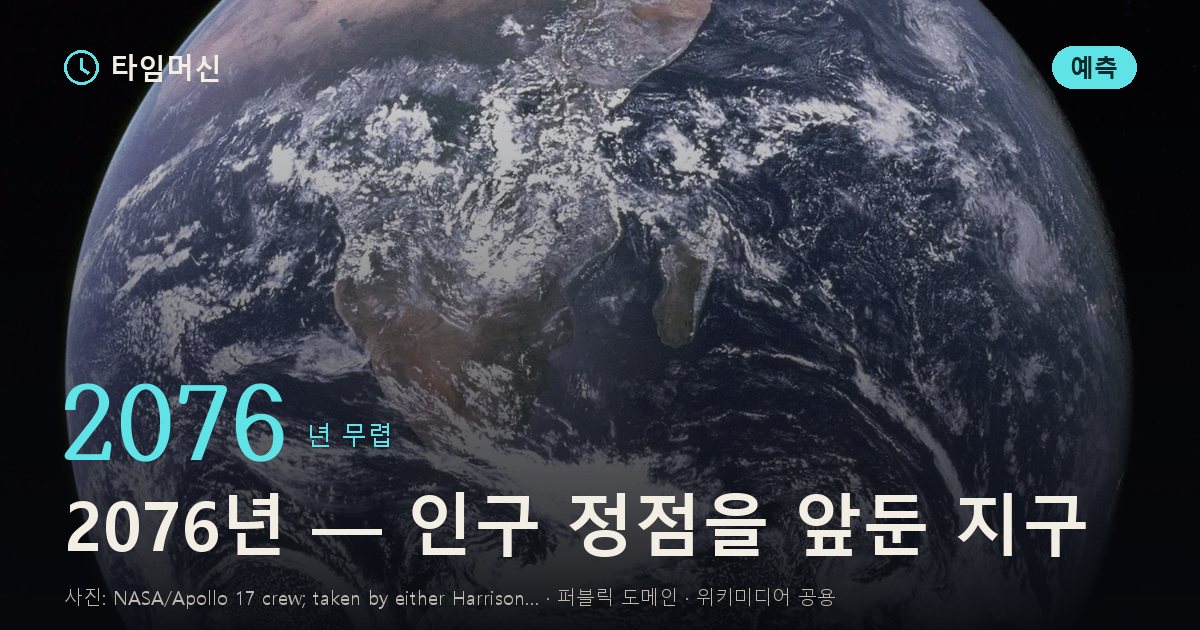 타임머신
예측
2076 년 무렵
2076년 — 인구 정점을 앞둔 지구
사진: NASA/Apollo 17 crew; taken by either Harrison... · 퍼블릭 도메인 · 위키미디어 공용